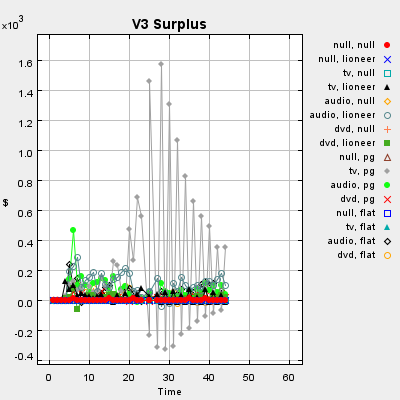 V3 Surplus
x10^3
1.6
1.4
1.2
1.0
0.8
0.6
0.4
0.2
0.0
-0.2
-0.4
$
0 10 20 30 40 50 60
Time
null, null
null, lioneer
tv, null
tv, lioneer
audio, null
audio, lioneer
dvd, null
dvd, lioneer
null, pg
tv, pg
audio, pg
dvd, pg
null, flat
tv, flat
audio, flat
dvd, flat